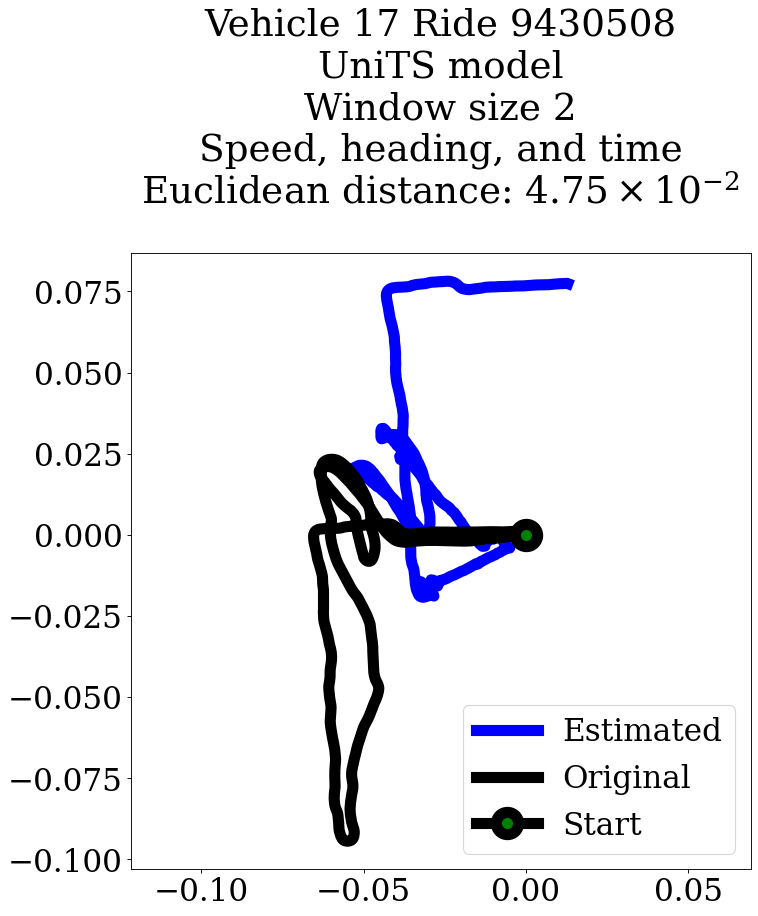 Vehicle 17 Ride 9430508
UniTS model
Window size 2
Speed, heading, and time
Euclidean distance: 4.75 × 10⁻²
0.075
0.050
0.025
0.000
−0.025
−0.050
−0.075
−0.100
Estimated
Original
Start
−0.10 −0.05 0.00 0.05